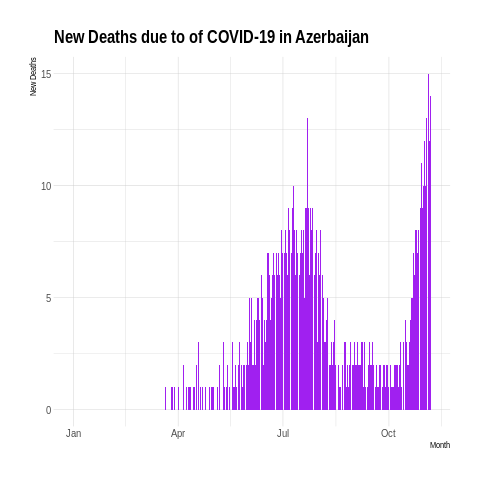 New Deaths due to of COVID-19 in Azerbaijan
New Deaths
15
10
5
0
Jan Apr Jul Oct
Month